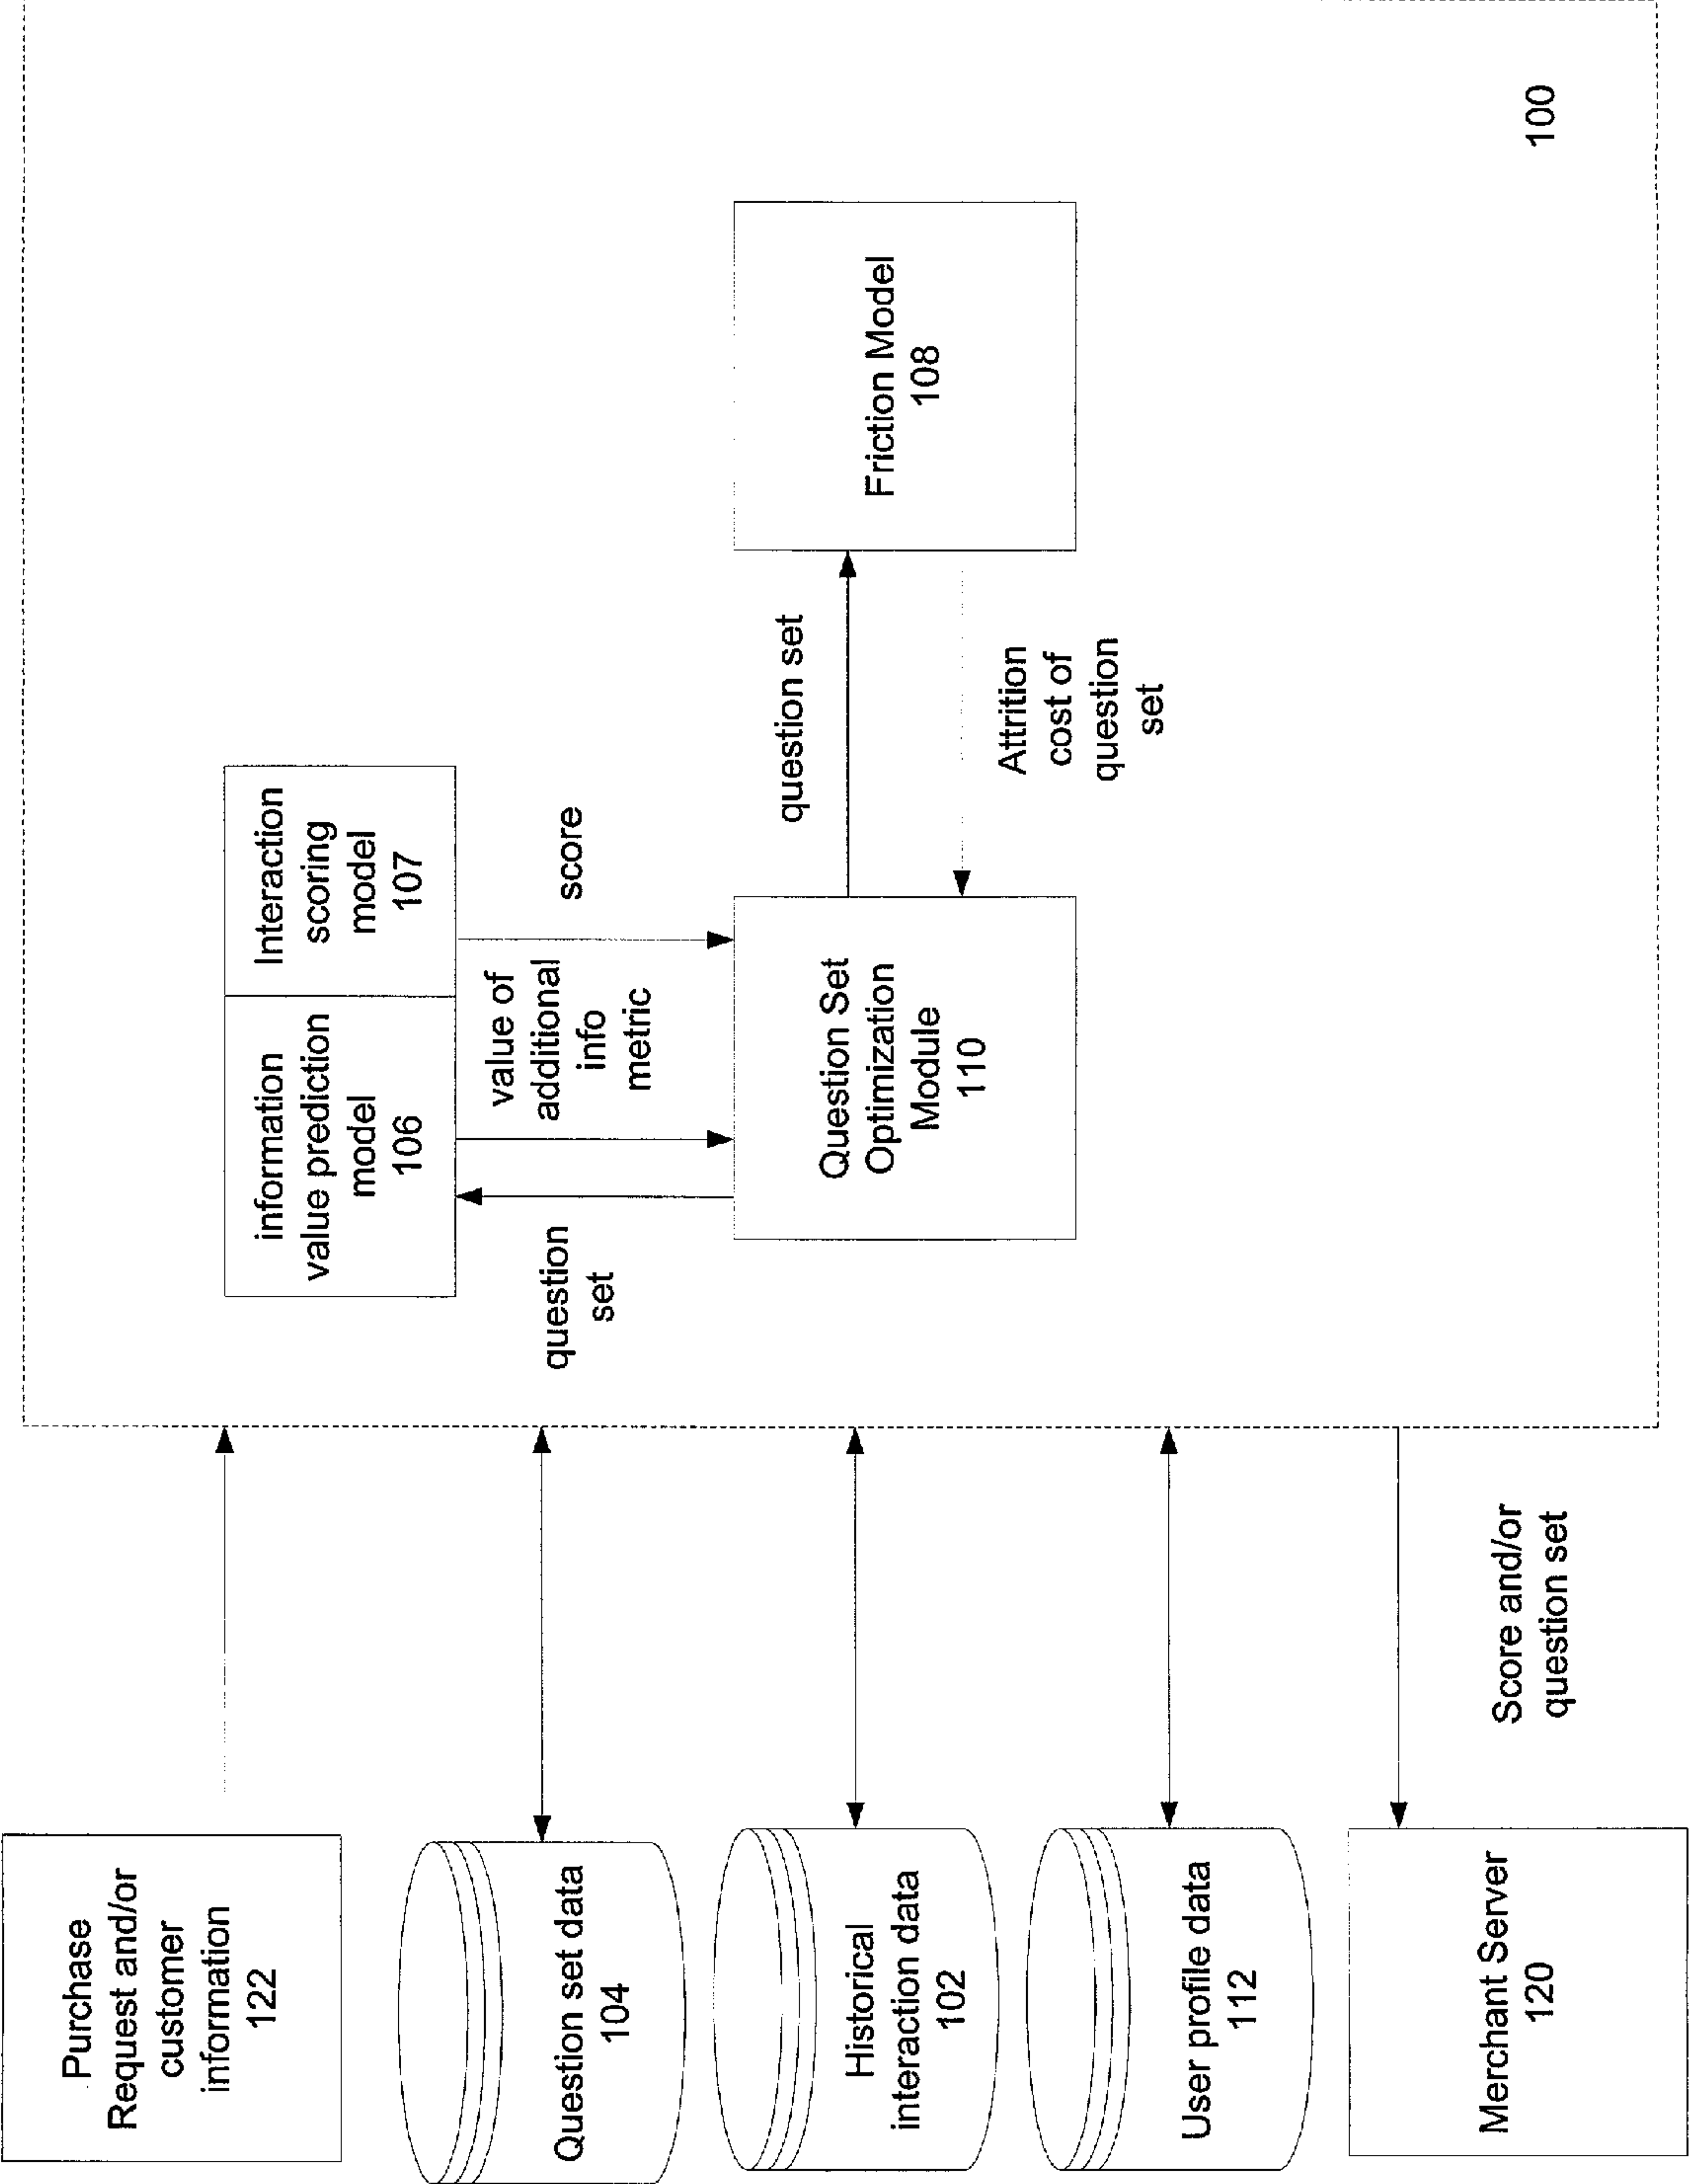 Purchase
Request and/or
customer
information
122
Question set data
104
Historical
interaction data
102
User profile data
112
Merchant Server
120
Score and/or
question set
information
value prediction
model
106
Interaction
scoring
model
107
question
set
value of
additional
info
metric
score
Question Set
Optimization
Module
110
question set
Attrition
cost of
question
set
Friction Model
108
100